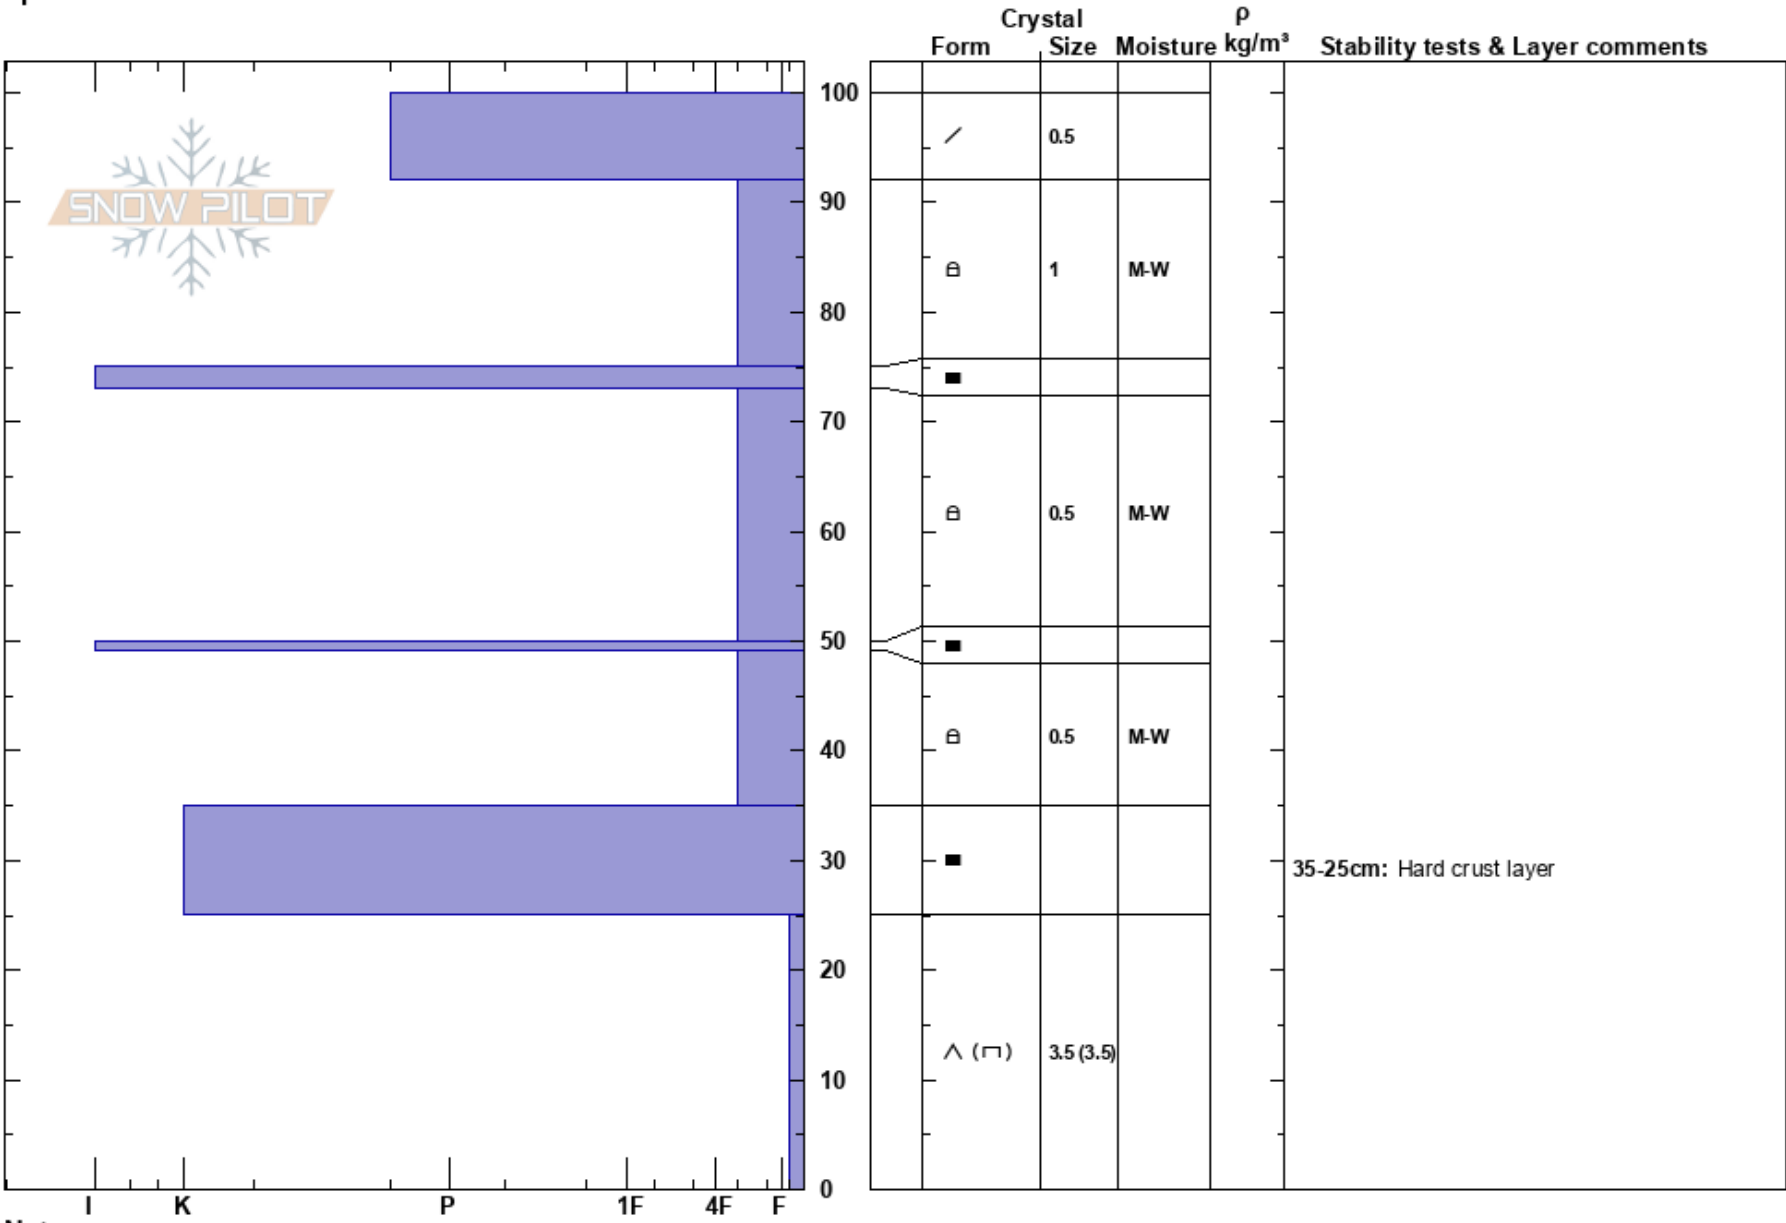 Crystal ρ
Form Size Moisture kg/m³ Stability tests & Layer comments
100
0.5
SNOW PILOT
90
1 M-W
80
70
0.5 M-W
60
50
0.5 M-W
40
30
35-25cm: Hard crust layer
20
3.5 (3.5)
10
0
I K P 1F 4F F